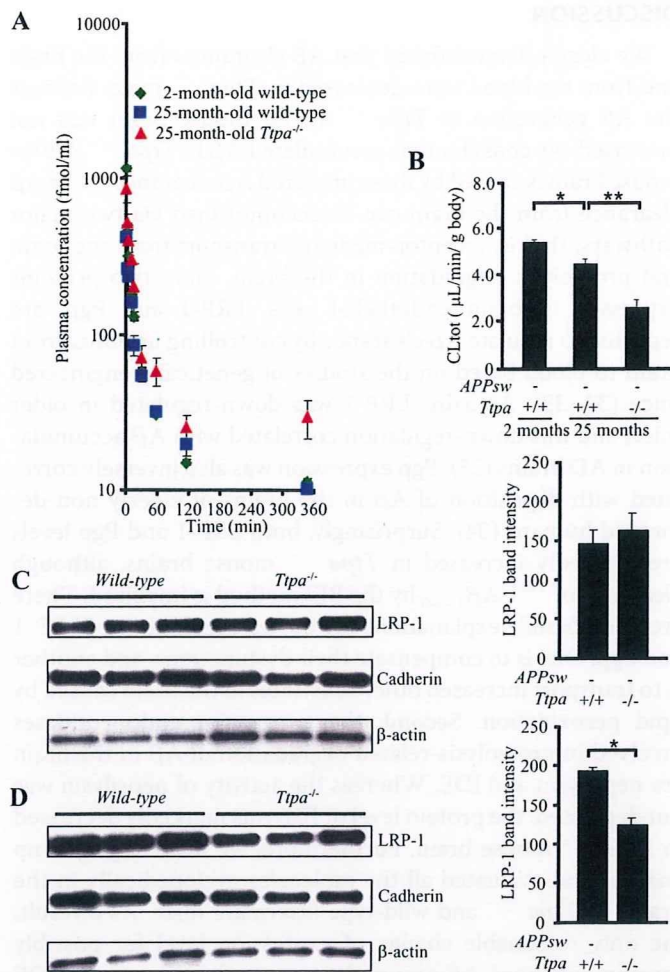 A
10000
1000
100
10
Plasma concentration (fmol/ml)
2-month-old wild-type
25-month-old wild-type
25-month-old Ttpa-/-
60 120 180 240 300 360
Time (min)
B
8.0
6.0
4.0
2.0
0
CLtot (μL/min/ g body)
* **
APPsw - - -
Ttpa +/+ +/+ -/-
2 months 25 months
C
Wild-type Ttpa-/-
LRP-1
Cadherin
β-actin
250
200
150
100
50
0
LRP-1 band intensity
APPsw - -
Ttpa +/+ -/-
D
Wild-type Ttpa-/-
LRP-1
Cadherin
β-actin
250
200
150
100
50
0
LRP-1 band intensity
*
APPsw - -
Ttpa +/+ -/-